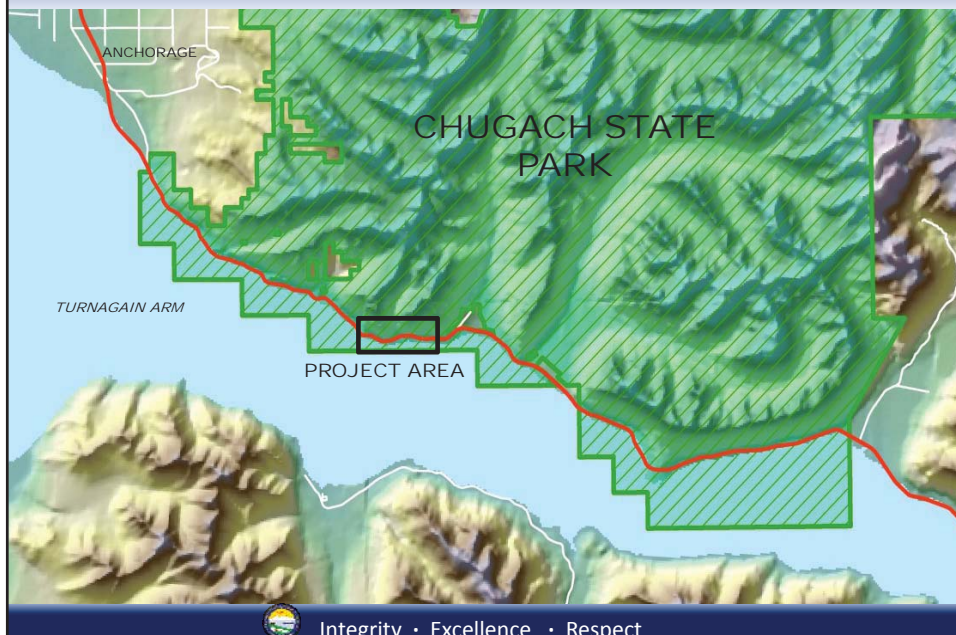 ANCHORAGE
CHUGACH STATE
PARK
TURNAGAIN ARM
PROJECT AREA
Integrity · Excellence · Respect